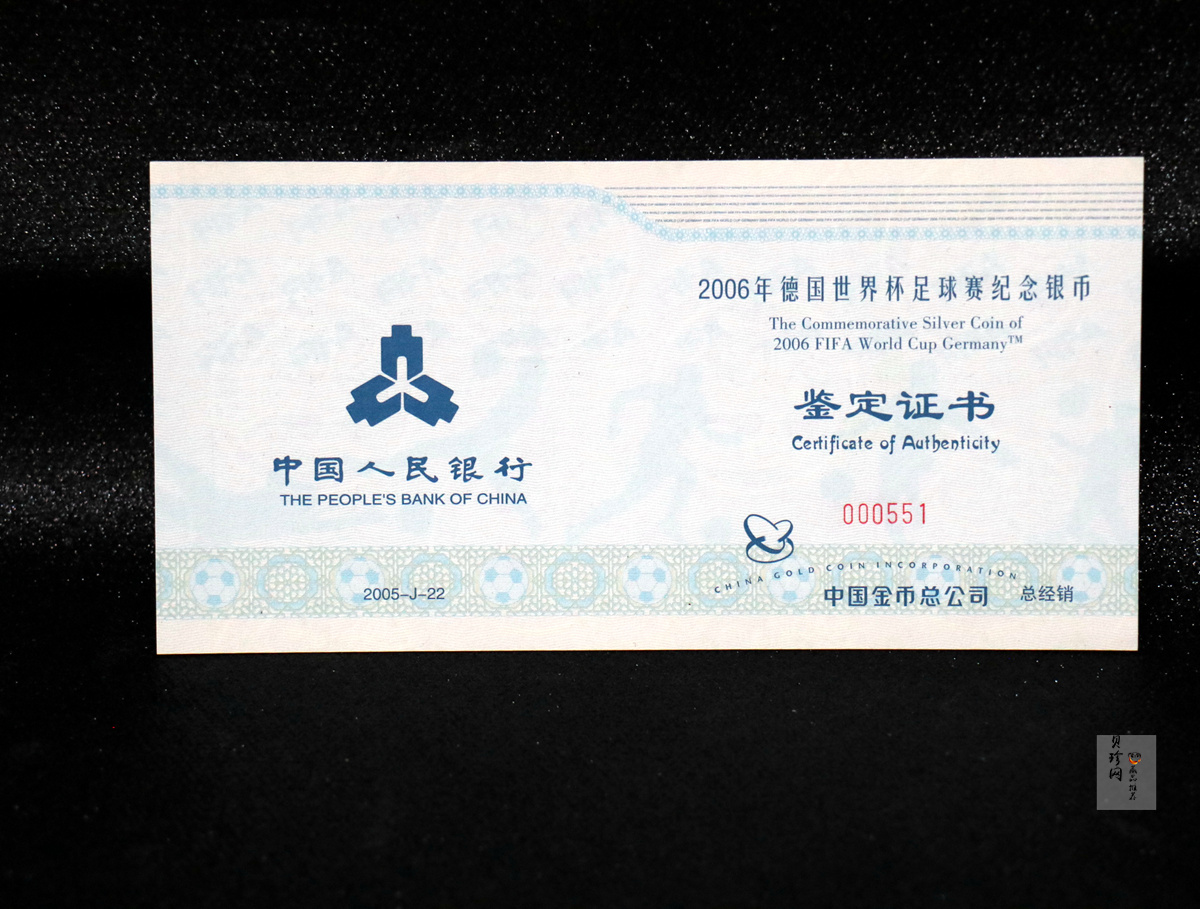 中国人民银行
THE PEOPLE'S BANK OF CHINA
2005-J-22
2006年德国世界杯足球赛纪念银币
The Commemorative Silver Coin of
2006 FIFA World Cup Germany™
鉴定证书
Certificate of Authenticity
000551
CHINA GOLD COIN INCORPORATION
中国金币总公司 总经销
贝珍网